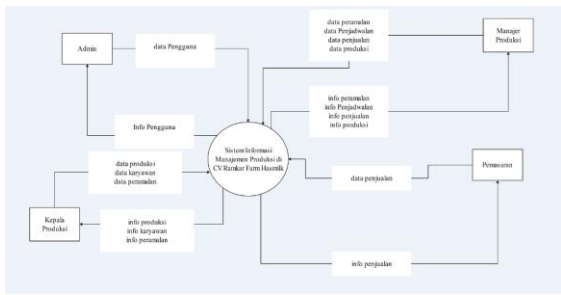 data peramalan
data Penjadwalan
data penjualan
data produksi
Manajer
Produksi
Admin
data Pengguna
info peramalan
info Penjadwalan
info penjualan
info produksi
Info Pengguna
Sistem Informasi
Manajemen Produksi di
CV Ramkar Farm Hasmilk
data produksi
data karyawan
data peramalan
Pemasaran
data penjualan
Kepala
Produksi
info produksi
info karyawan
info peramalan
info penjualan